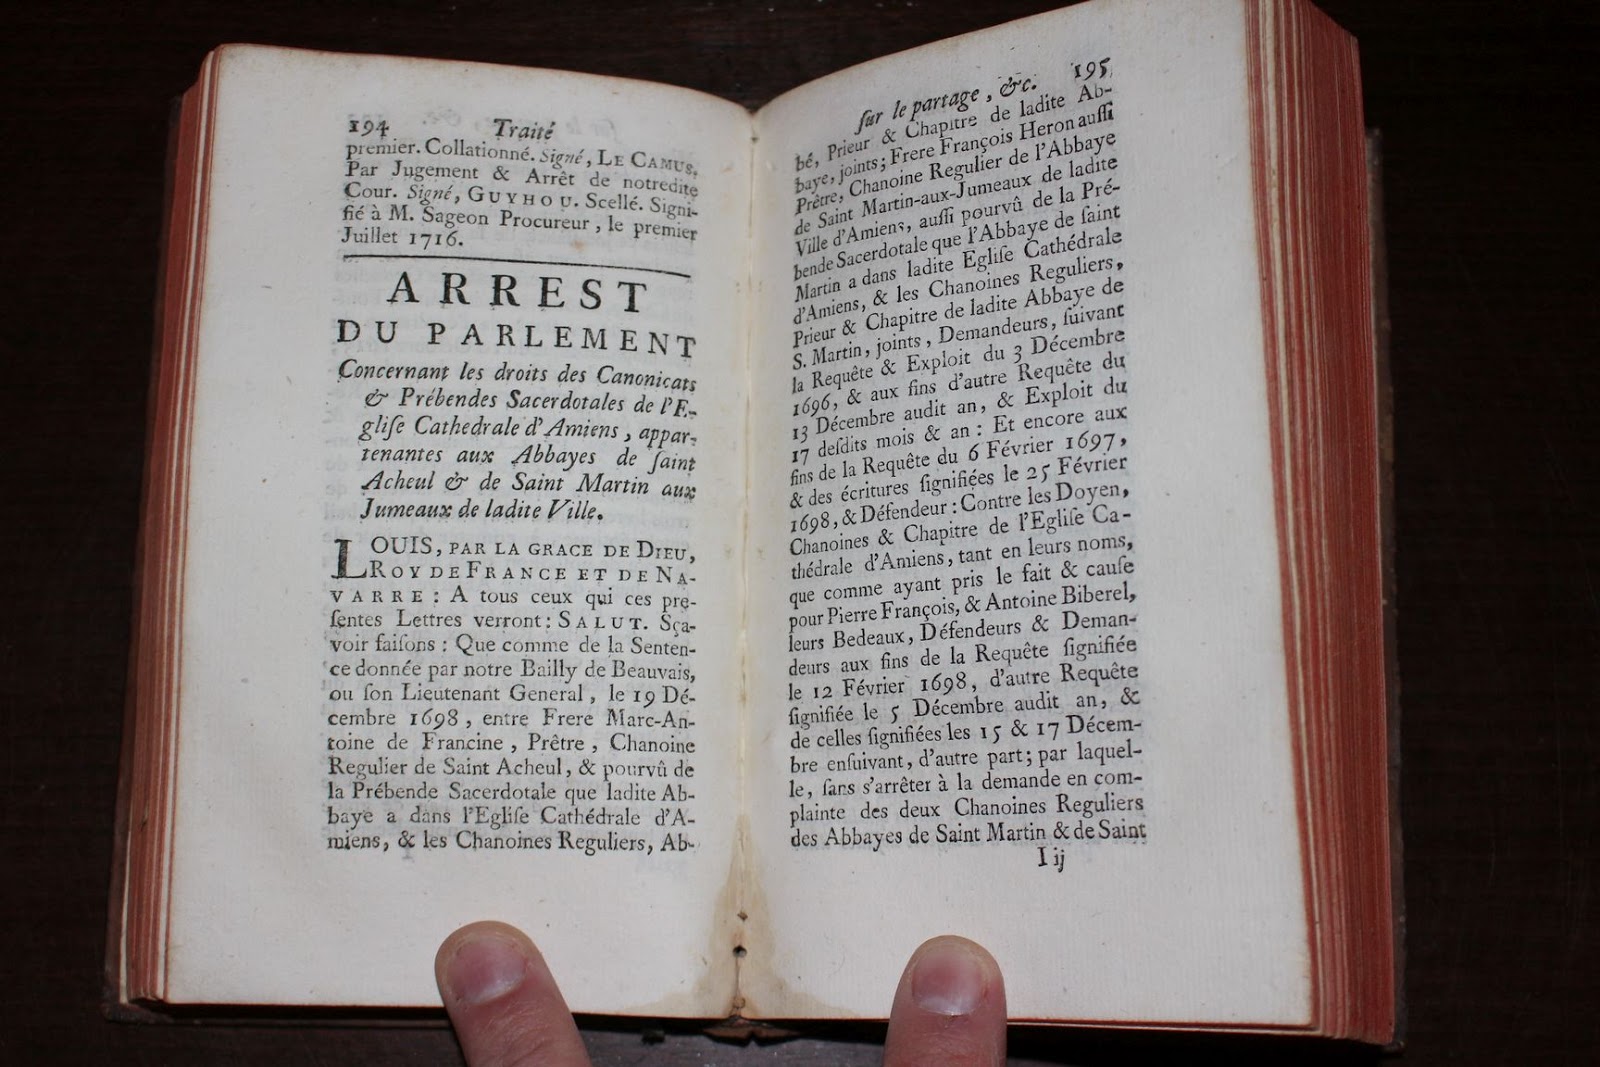 194 Traité
premier. Collationné. Signé, LE CAMUS.
Par Jugement & Arrêt de notredite
Cour. Signé, GUYHOU. Scellé. Signi-
fié à M. Sageon Procureur, le premier
Juillet 1716.
ARREST
DU PARLEMENT
Concernant les droits des Canonicats
& Prébendes Sacerdotales de l'E-
gliſe Cathedrale d'Amiens, appar-
tenantes aux Abbayes de ſaint
Acheul & de Saint Martin aux
Jumeaux de ladite Ville.
LOUIS, PAR LA GRACE DE DIEU,
ROY DE FRANCE ET DE NA-
VARRE: A tous ceux qui ces pre-
ſentes Lettres verront: SALUT. Sça-
voir faiſons: Que comme de la Senten-
ce donnée par notre Bailly de Beauvais,
ou ſon Lieutenant General, le 19 Dé-
cembre 1698, entre Frere Marc-An-
toine de Francine, Prêtre, Chanoine
Regulier de Saint Acheul, & pourvû de
la Prébende Sacerdotale que ladite Ab-
baye a dans l'Egliſe Cathédrale d'A-
miens, & les Chanoines Reguliers, Ab-
ſur le partage, &c. 195
bé, Prieur & Chapitre de ladite Ab-
baye, joints; Frere François Heron auſſi
Prêtre, Chanoine Regulier de l'Abbaye
de Saint Martin-aux-Jumeaux de ladite
Ville d'Amiens, auſſi pourvû de la Pré-
bende Sacerdotale que l'Abbaye de ſaint
Martin a dans ladite Egliſe Cathédrale
d'Amiens, & les Chanoines Reguliers,
Prieur & Chapitre de ladite Abbaye de
S. Martin, joints, Demandeurs, ſuivant
la Requête & Exploit du 3 Décembre
1696, & aux fins d'autre Requête du
13 Décembre audit an, & Exploit du
17 deſdits mois & an: Et encore aux
fins de la Requête du 6 Février 1697,
& des écritures ſignifiées le 25 Février
1698, & Défendeur: Contre les Doyen,
Chanoines & Chapitre de l'Egliſe Ca-
thédrale d'Amiens, tant en leurs noms,
que comme ayant pris le fait & cauſe
pour Pierre François, & Antoine Biberel,
leurs Bedeaux, Défendeurs & Deman-
deurs aux fins de la Requête ſignifiée
le 12 Février 1698, d'autre Requête
ſignifiée le 5 Décembre audit an, &
de celles ſignifiées les 15 & 17 Décem-
bre enſuivant, d'autre part; par laquel-
le, ſans s'arrêter à la demande en com-
plainte des deux Chanoines Reguliers
des Abbayes de Saint Martin & de Saint
I ij